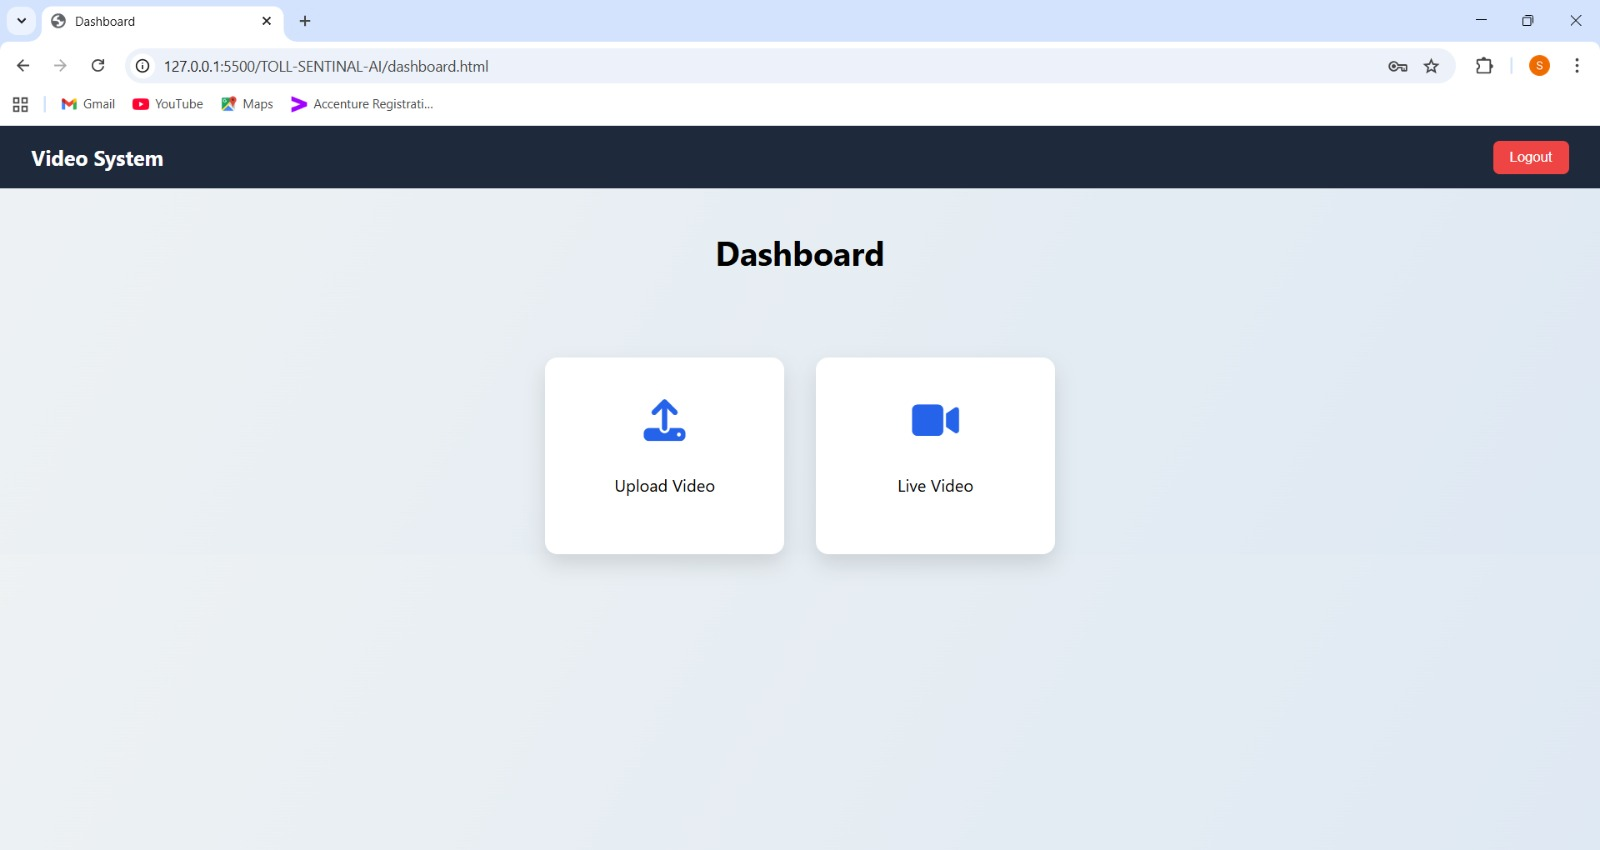 Dashboard
127.0.0.1:5500/TOLL-SENTINAL-AI/dashboard.html
S
Gmail
YouTube
Maps
Accenture Registrati...
Video System
Logout
Dashboard
Upload Video
Live Video